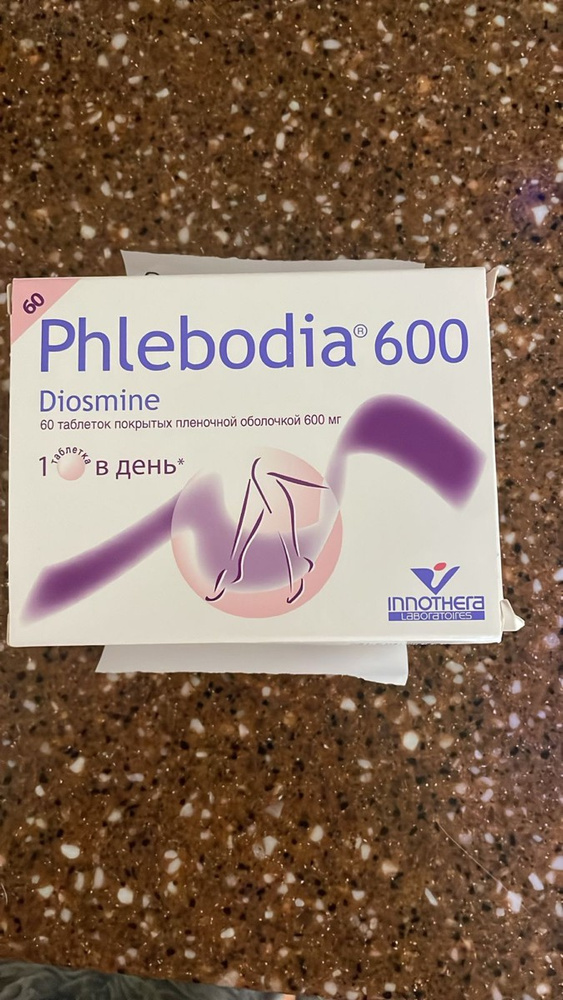 60
Phlebodia® 600
Diosmine
60 таблеток покрытых пленочной оболочкой 600 мг
1 таблетка в день*
INNOTHERA
LABORATOIRES